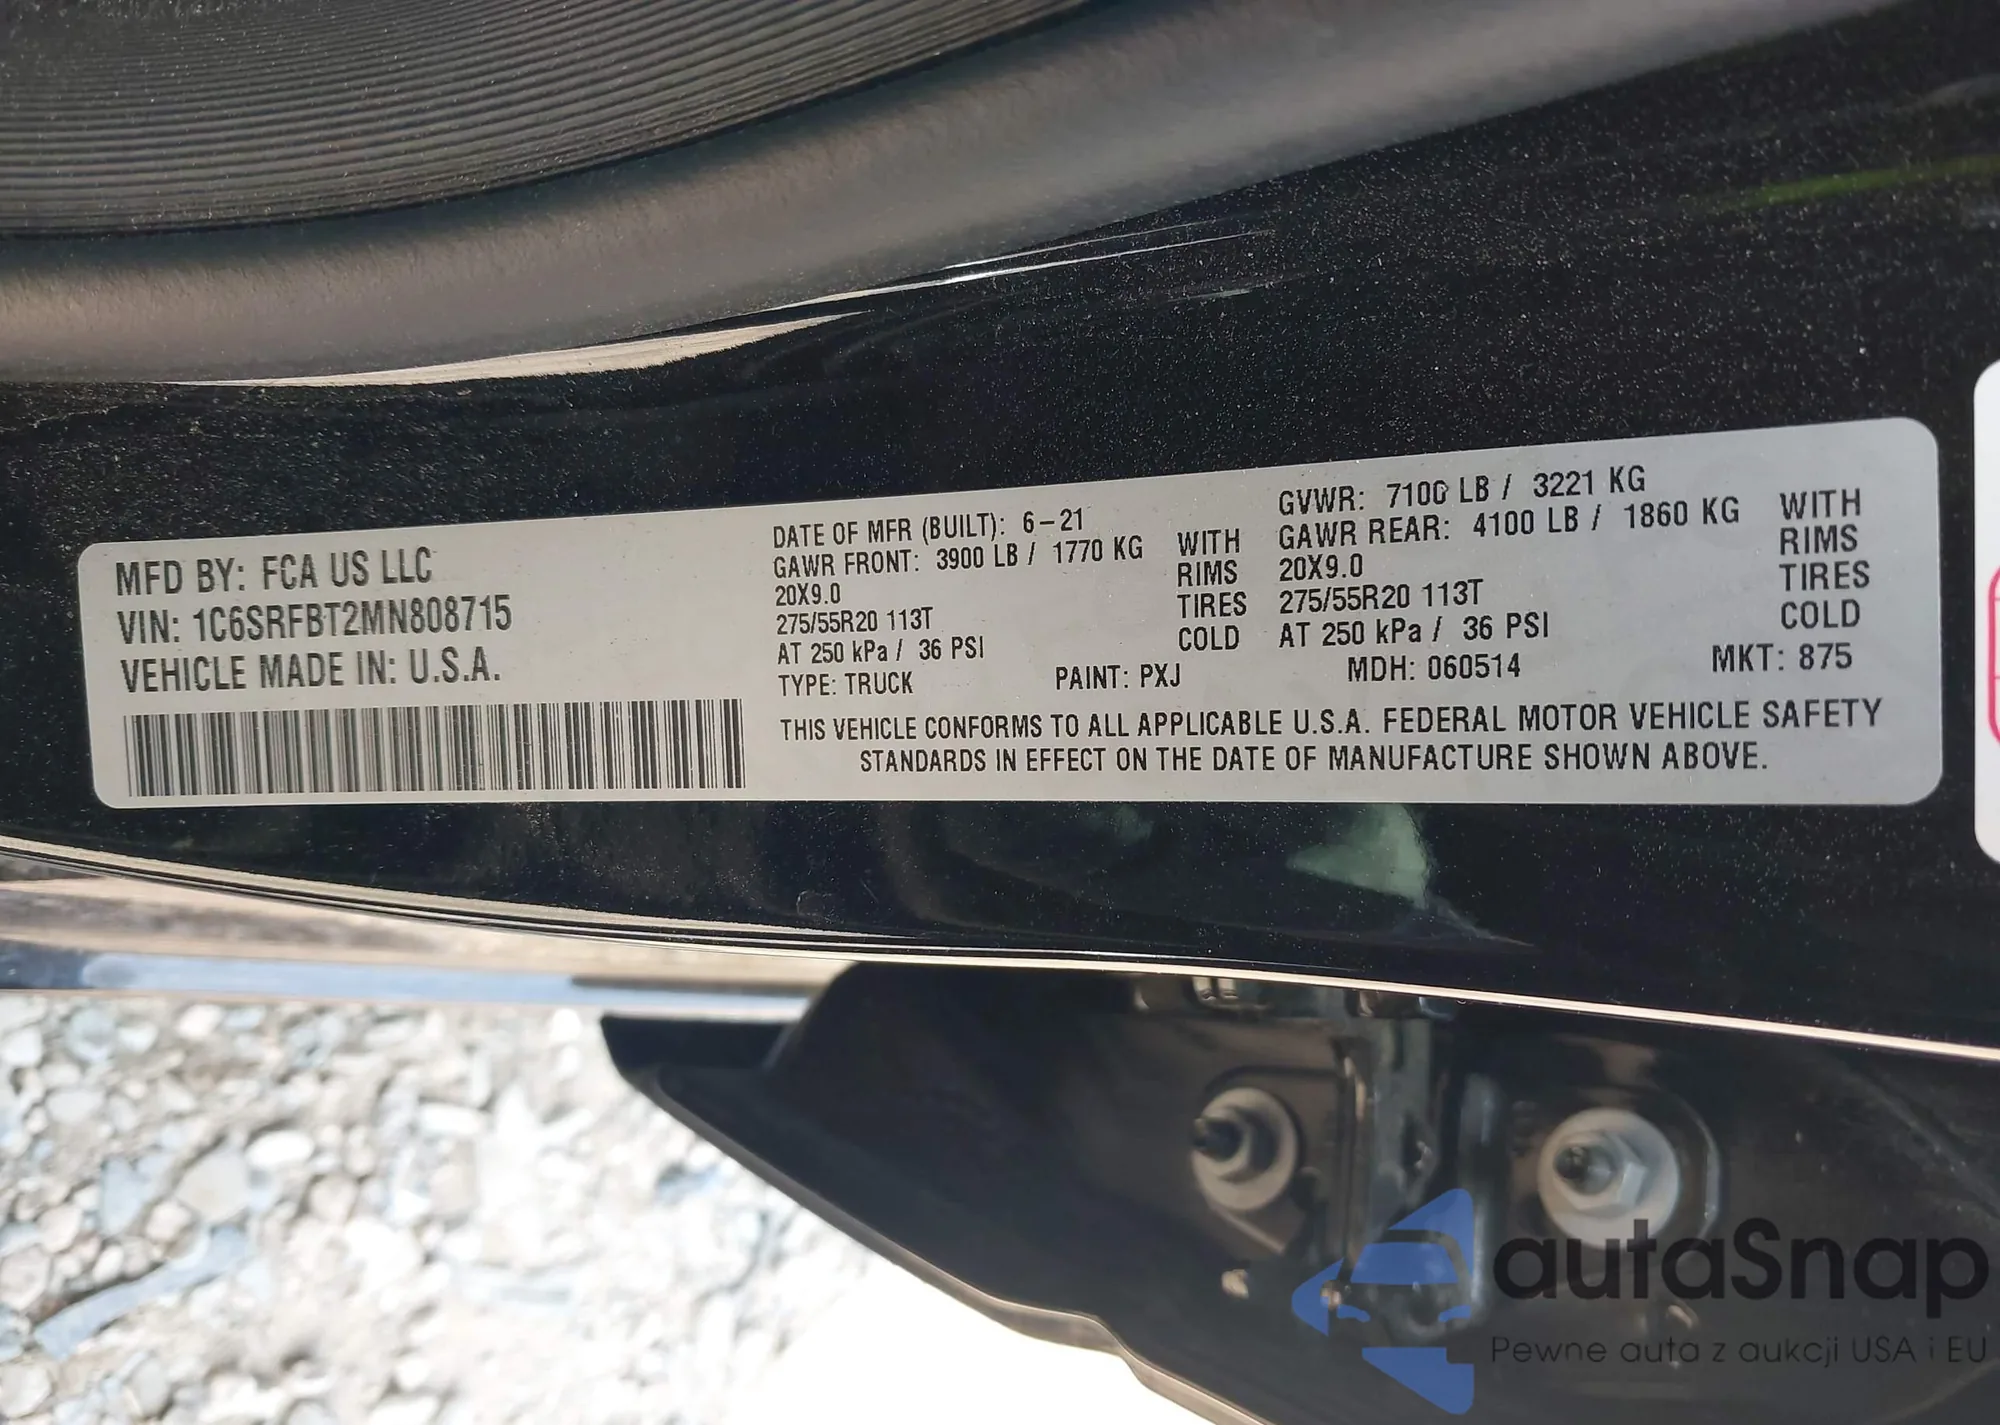 MFD BY: FCA US LLC
VIN: 1C6SRFBT2MN808715
VEHICLE MADE IN: U.S.A.
DATE OF MFR (BUILT): 6-21
GAWR FRONT: 3900 LB / 1770 KG WITH
20X9.0 RIMS
275/55R20 113T TIRES
AT 250 kPa / 36 PSI COLD
GVWR: 7100 LB / 3221 KG
GAWR REAR: 4100 LB / 1860 KG WITH
20X9.0 RIMS
275/55R20 113T TIRES
AT 250 kPa / 36 PSI COLD
TYPE: TRUCK PAINT: PXJ MDH: 060514 MKT: 875
THIS VEHICLE CONFORMS TO ALL APPLICABLE U.S.A. FEDERAL MOTOR VEHICLE SAFETY
STANDARDS IN EFFECT ON THE DATE OF MANUFACTURE SHOWN ABOVE.
autaSnap
Pewne auta z aukcji USA i EU